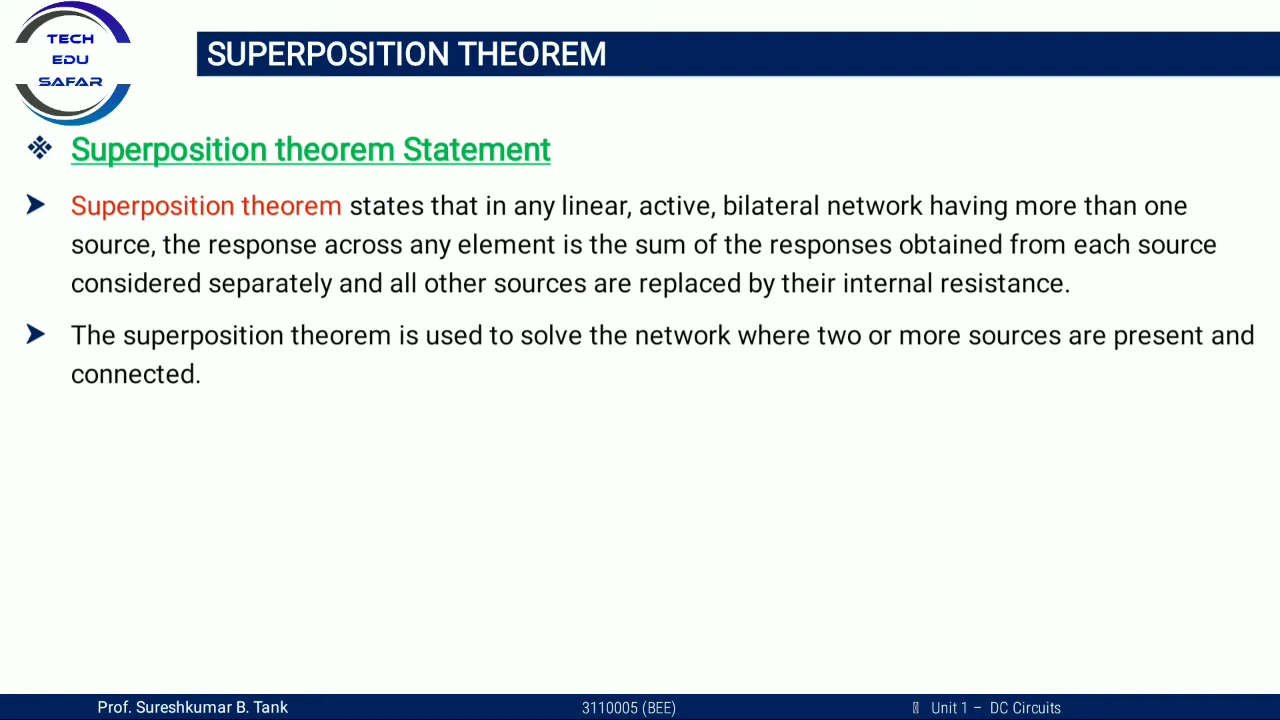 TECH
EDU
SAFAR
SUPERPOSITION THEOREM
Superposition theorem Statement
Superposition theorem states that in any linear, active, bilateral network having more than one
source, the response across any element is the sum of the responses obtained from each source
considered separately and all other sources are replaced by their internal resistance.
The superposition theorem is used to solve the network where two or more sources are present and
connected.
Prof. Sureshkumar B. Tank
3110005 (BEE)
Unit 1 – DC Circuits